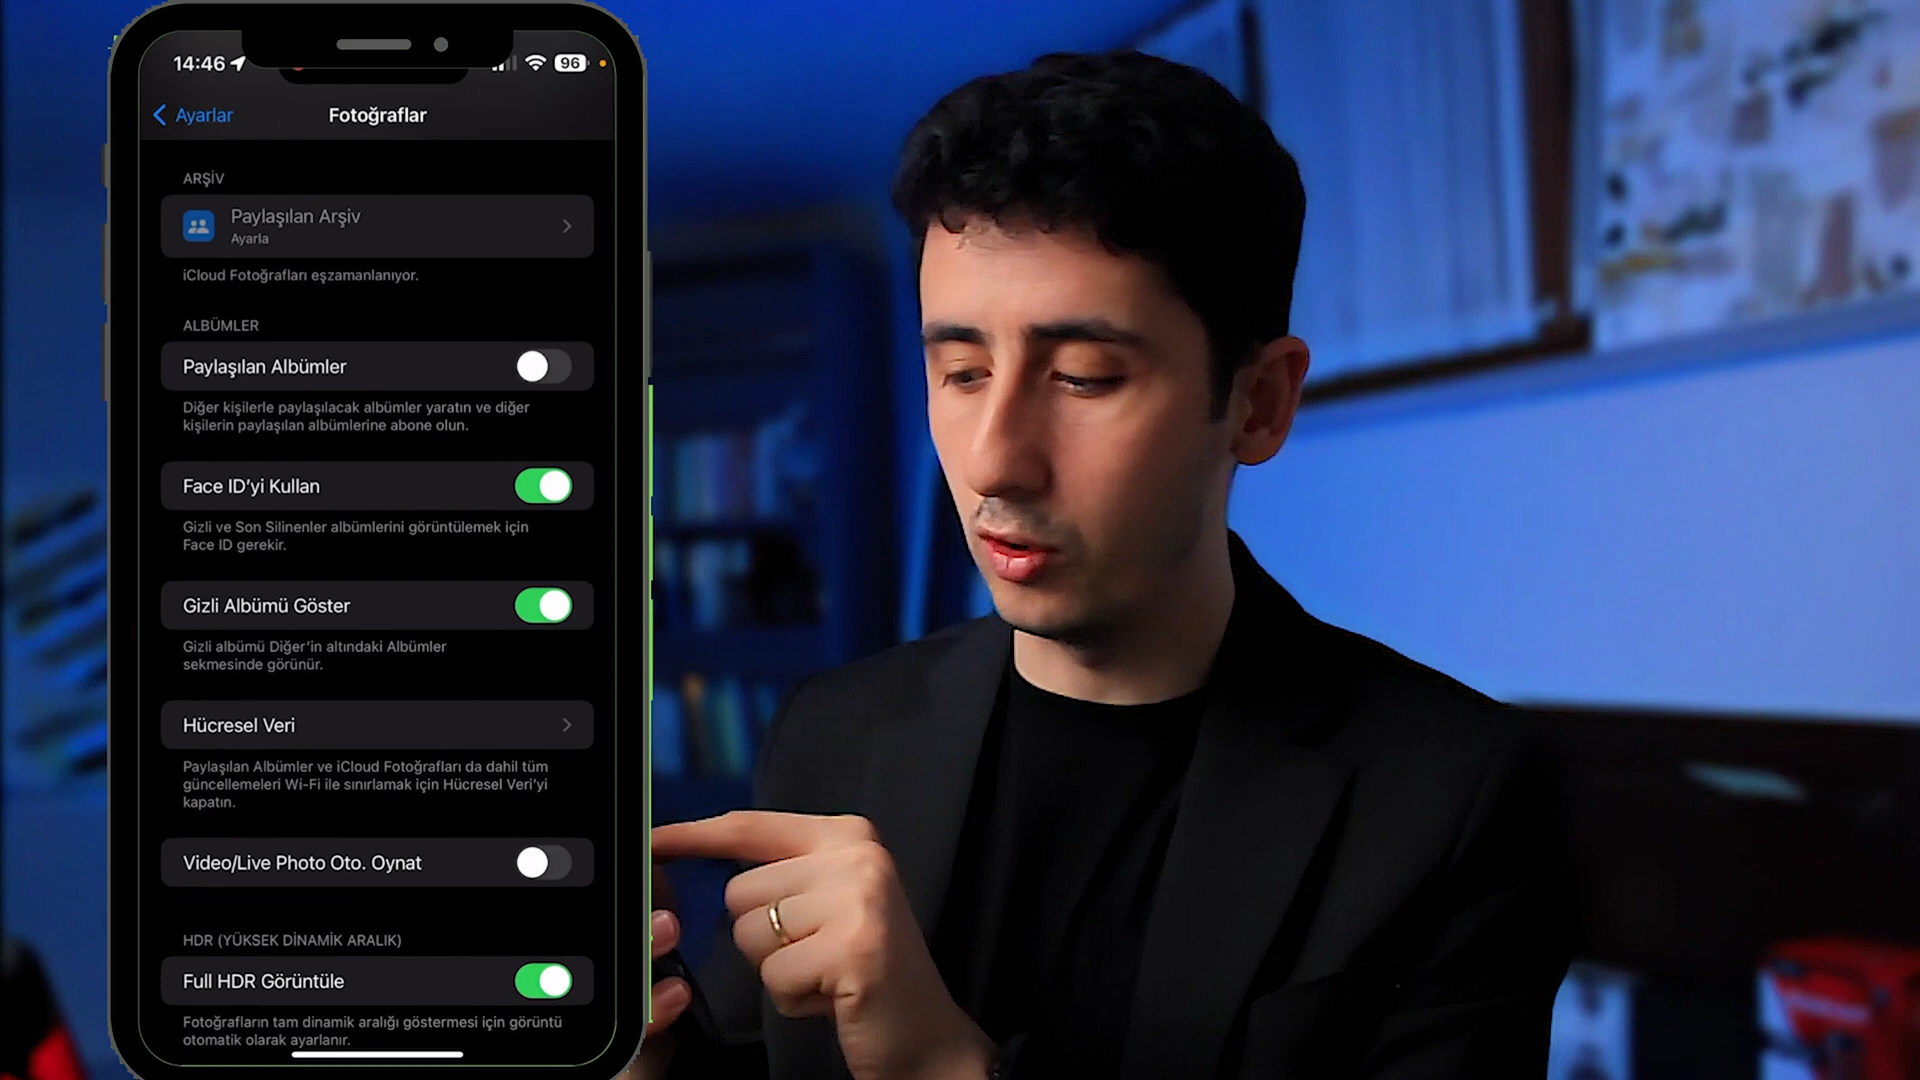 14:46
96
Ayarlar
Fotoğraflar
ARŞİV
Paylaşılan Arşiv
Ayarla
iCloud Fotoğrafları eşzamanlanıyor.
ALBÜMLER
Paylaşılan Albümler
Diğer kişilerle paylaşılacak albümler yaratın ve diğer
kişilerin paylaşılan albümlerine abone olun.
Face ID’yi Kullan
Gizli ve Son Silinenler albümlerini görüntülemek için
Face ID gerekir.
Gizli Albümü Göster
Gizli albümü Diğer’in altındaki Albümler
sekmesinde görünür.
Hücresel Veri
Paylaşılan Albümler ve iCloud Fotoğrafları da dahil tüm
güncellemeleri Wi-Fi ile sınırlamak için Hücresel Veri’yi
kapatın.
Video/Live Photo Oto. Oynat
HDR (YÜKSEK DİNAMİK ARALIK)
Full HDR Görüntüle
Fotoğrafların tam dinamik aralığı göstermesi için görüntü
otomatik olarak ayarlanır.